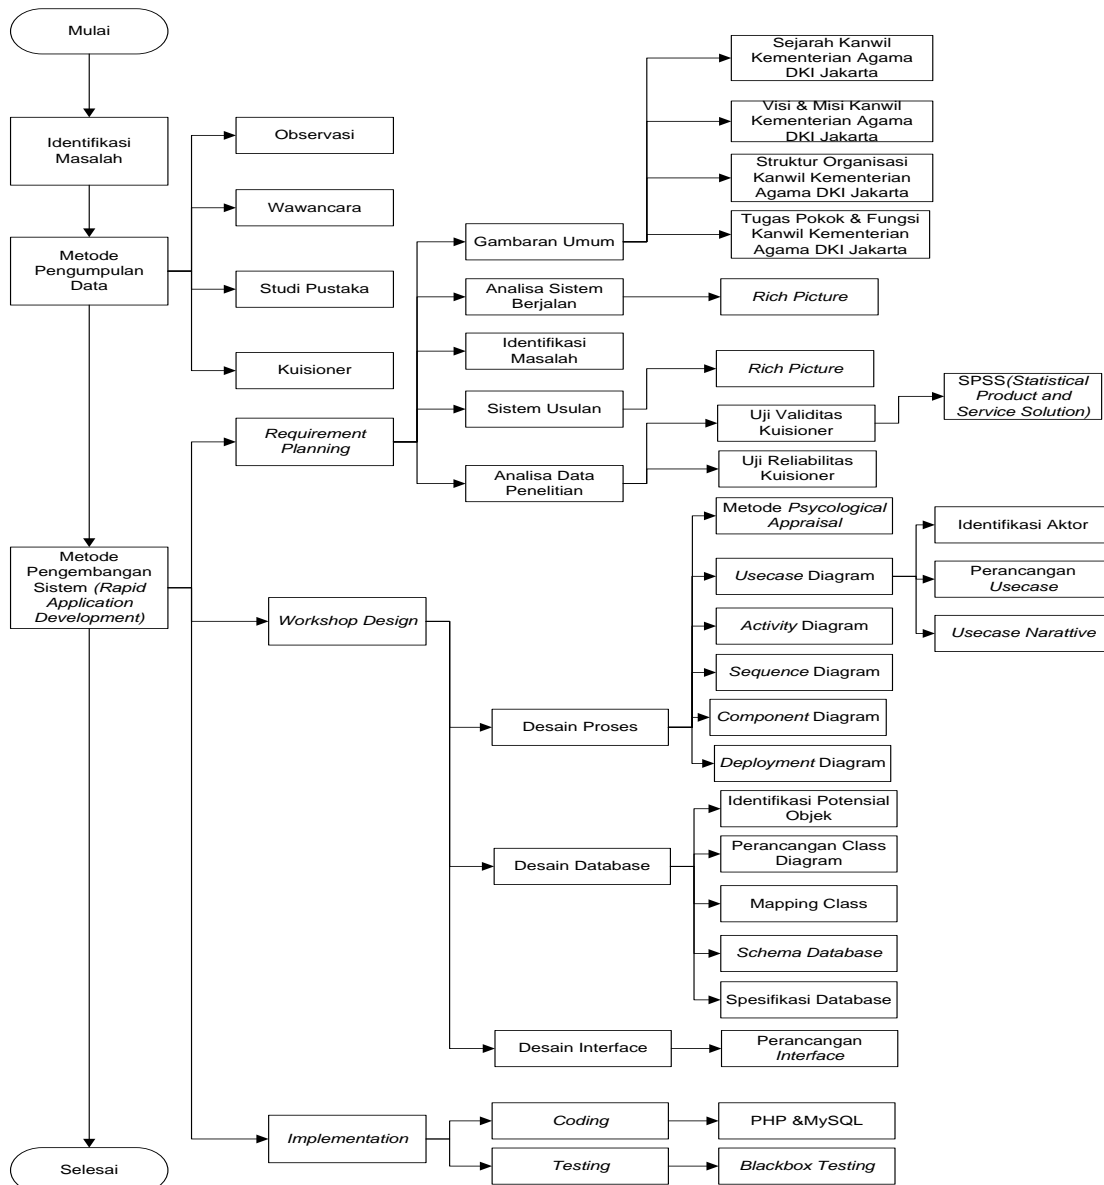 Mulai
Identifikasi
Masalah
Metode
Pengumpulan
Data
Metode
Pengembangan
Sistem (Rapid
Application
Development)
Selesai
Observasi
Wawancara
Studi Pustaka
Kuisioner
Requirement
Planning
Workshop Design
Implementation
Gambaran Umum
Analisa Sistem
Berjalan
Identifikasi
Masalah
Sistem Usulan
Analisa Data
Penelitian
Sejarah Kanwil
Kementerian Agama
DKI Jakarta
Visi & Misi Kanwil
Kementerian Agama
DKI Jakarta
Struktur Organisasi
Kanwil Kementerian
Agama DKI Jakarta
Tugas Pokok & Fungsi
Kanwil Kementerian
Agama DKI Jakarta
Rich Picture
Rich Picture
Uji Validitas
Kuisioner
Uji Reliabilitas
Kuisioner
SPSS(Statistical
Product and
Service Solution)
Desain Proses
Desain Database
Desain Interface
Metode Psycological
Appraisal
Usecase Diagram
Activity Diagram
Sequence Diagram
Component Diagram
Deployment Diagram
Identifikasi Aktor
Perancangan
Usecase
Usecase Narattive
Identifikasi Potensial
Objek
Perancangan Class
Diagram
Mapping Class
Schema Database
Spesifikasi Database
Perancangan
Interface
Coding
Testing
PHP &MySQL
Blackbox Testing